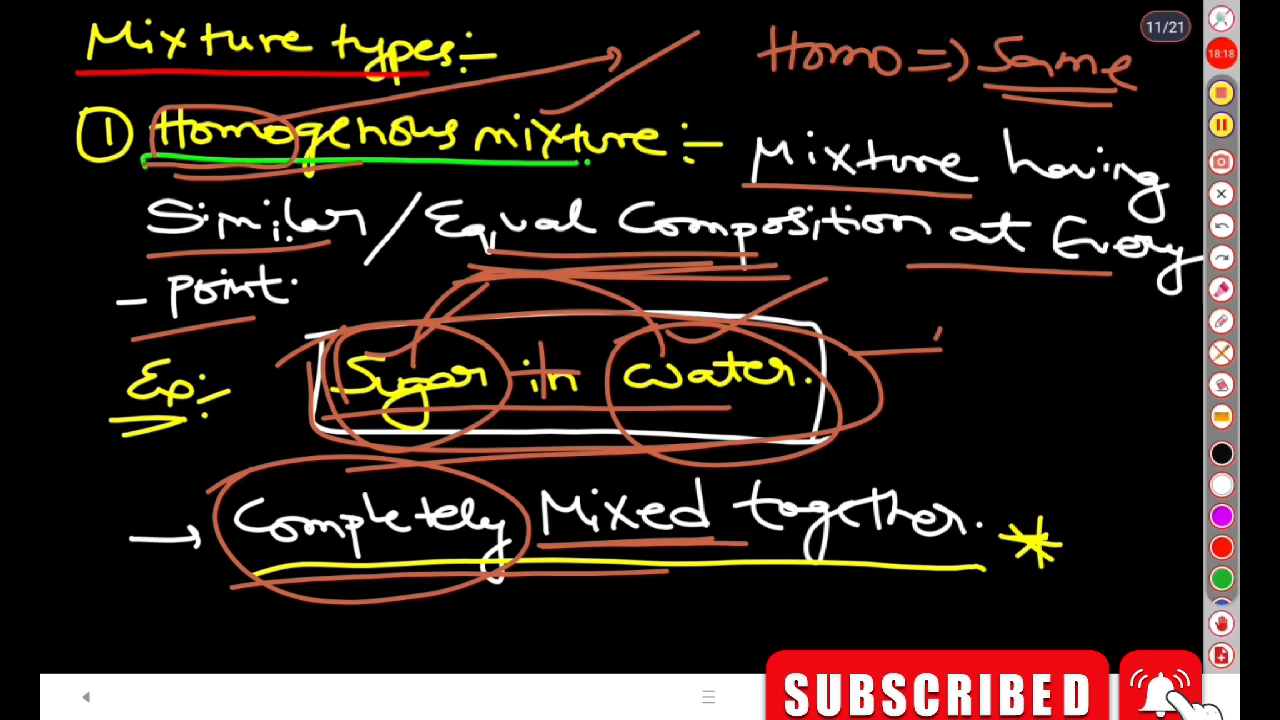 11/21
Mixture types:-
Homo => Same
18:18
① Homogenous mixture :- Mixture having
Similar / Equal Composition at Every
- point.
Ex:- Sugar in water.
→ Completely Mixed together. *
SUBSCRIBED